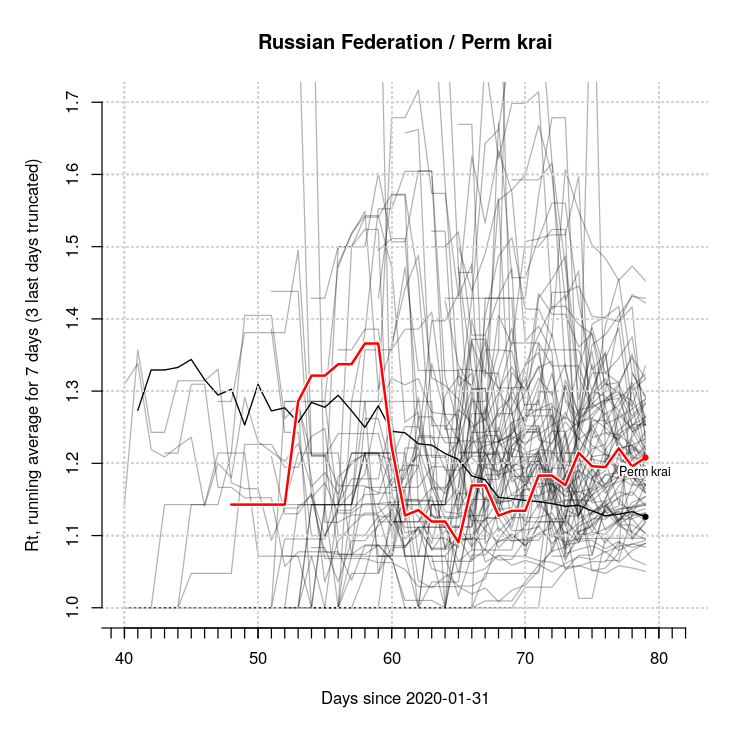 Russian Federation / Perm krai
Rt, running average for 7 days (3 last days truncated)
1.7
1.6
1.5
1.4
1.3
1.2
1.1
1.0
Perm krai
40 50 60 70 80
Days since 2020-01-31